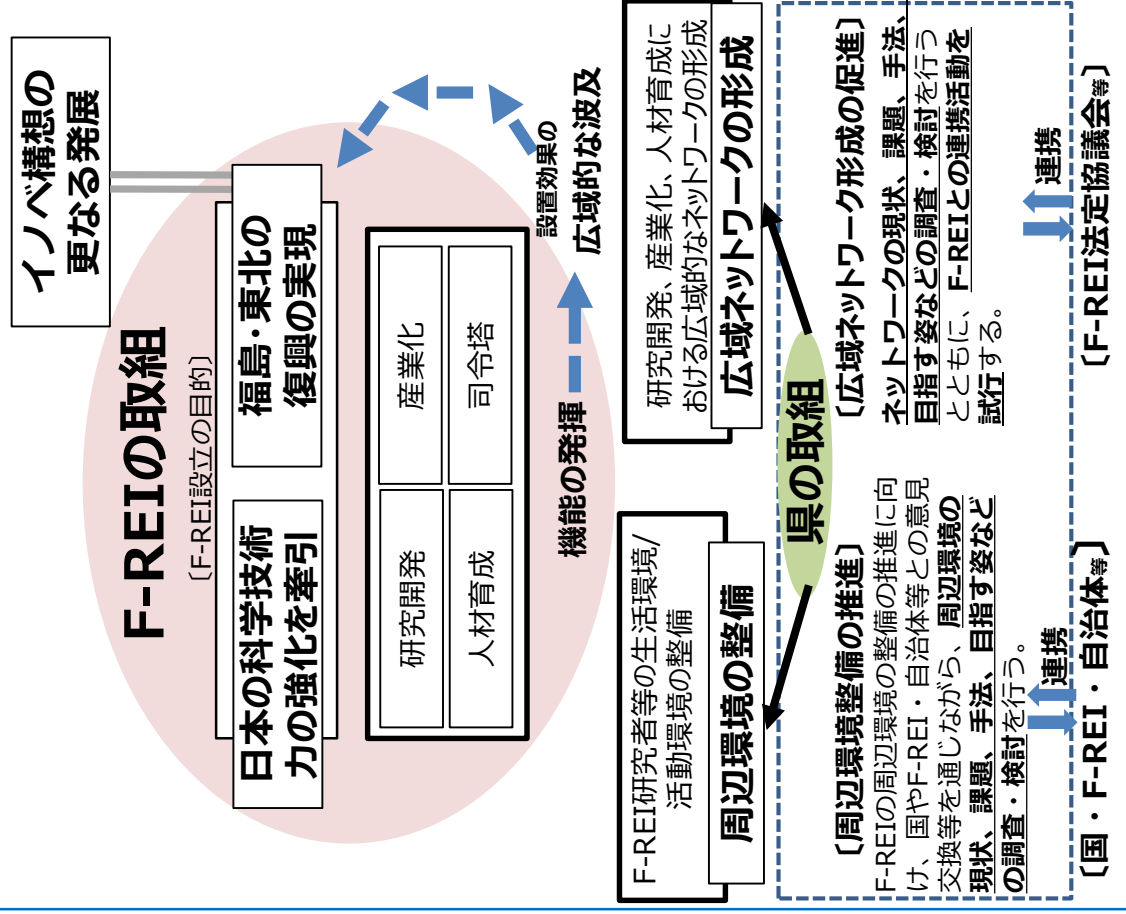 イノベ構想の
更なる発展
F-REIの取組
〔F-REI設立の目的〕
日本の科学技術
力の強化を牽引
福島・東北の
復興の実現
研究開発
産業化
人材育成
司令塔
機能の発揮
設置効果の
広域的な波及
F-REI研究者等の生活環境/
活動環境の整備
周辺環境の整備
研究開発、産業化、人材育成に
おける広域的なネットワークの形成
広域ネットワークの形成
県の取組
〔周辺環境整備の推進〕
F-REIの周辺環境の整備の推進に向
け、国やF-REI・自治体等との意見
交換等を通じながら、周辺環境の
現状、課題、手法、目指す姿など
の調査・検討を行う。
連携
〔国・F-REI・自治体等〕
〔広域ネットワーク形成の促進〕
ネットワークの現状、課題、手法、
目指す姿などの調査・検討を行う
とともに、F-REIとの連携活動を
試行する。
連携
〔F-REI法定協議会等〕